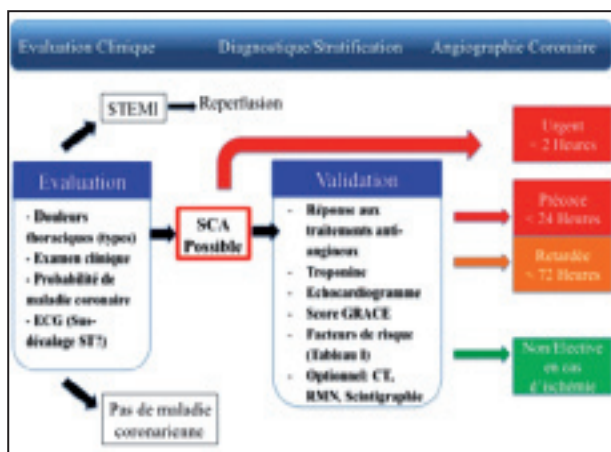 Evaluation Clinique
Diagnostique/Stratification
Angiographie Coronaire
STEMI
Reperfusion
Evaluation
- Douleurs
thoraciques (types)
- Examen clinique
- Probabilité de
maladie coronaire
- ECG (Sus-
décalage ST?)
SCA
Possible
Validation
- Réponse aux
traitements anti-
angineux
- Troponine
- Echocardiogramme
- Score GRACE
- Facteurs de risque
(Tableau I)
- Optionnel: CT,
RMN, Scintigraphie
Urgent
< 2 Heures
Précoce
< 24 Heures
Retardée
< 72 Heures
Non/Elective
en cas
d'ischémie
Pas de maladie
coronarienne